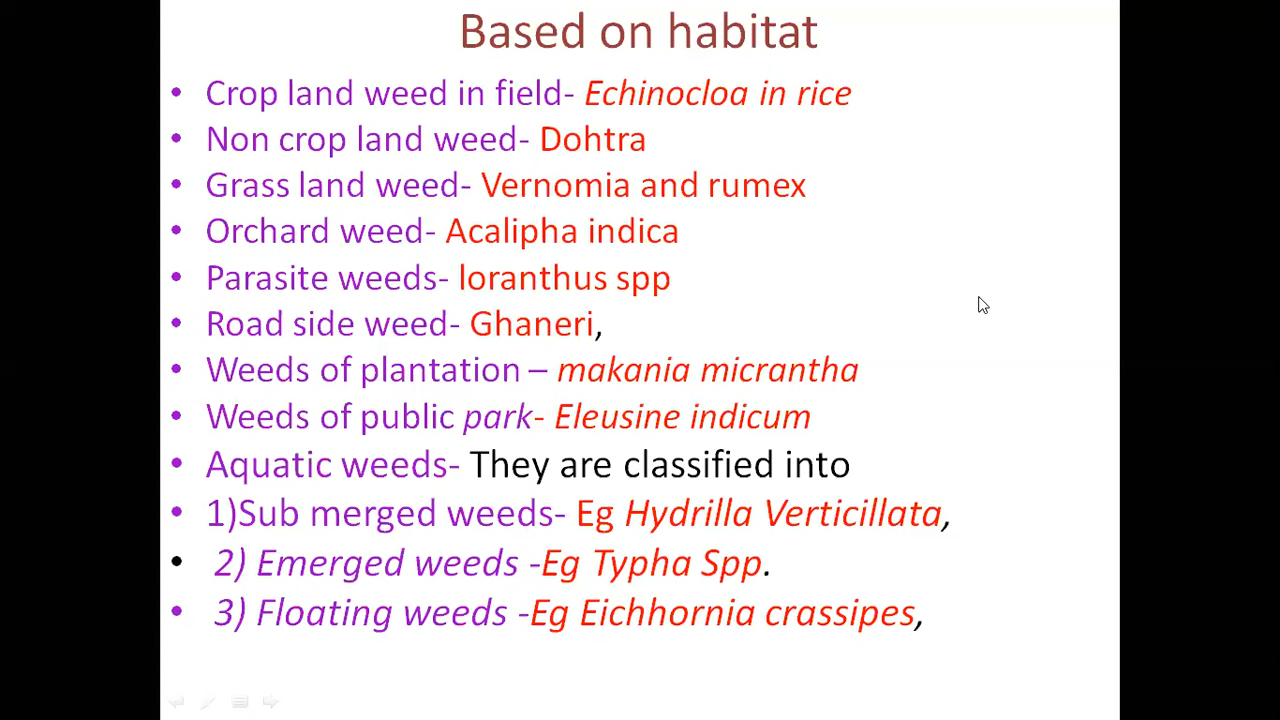 Based on habitat
• Crop land weed in field- Echinocloa in rice
• Non crop land weed- Dohtra
• Grass land weed- Vernomia and rumex
• Orchard weed- Acalipha indica
• Parasite weeds- loranthus spp
• Road side weed- Ghaneri,
• Weeds of plantation – makania micrantha
• Weeds of public park- Eleusine indicum
• Aquatic weeds- They are classified into
• 1)Sub merged weeds- Eg Hydrilla Verticillata,
• 2) Emerged weeds -Eg Typha Spp.
• 3) Floating weeds -Eg Eichhornia crassipes,